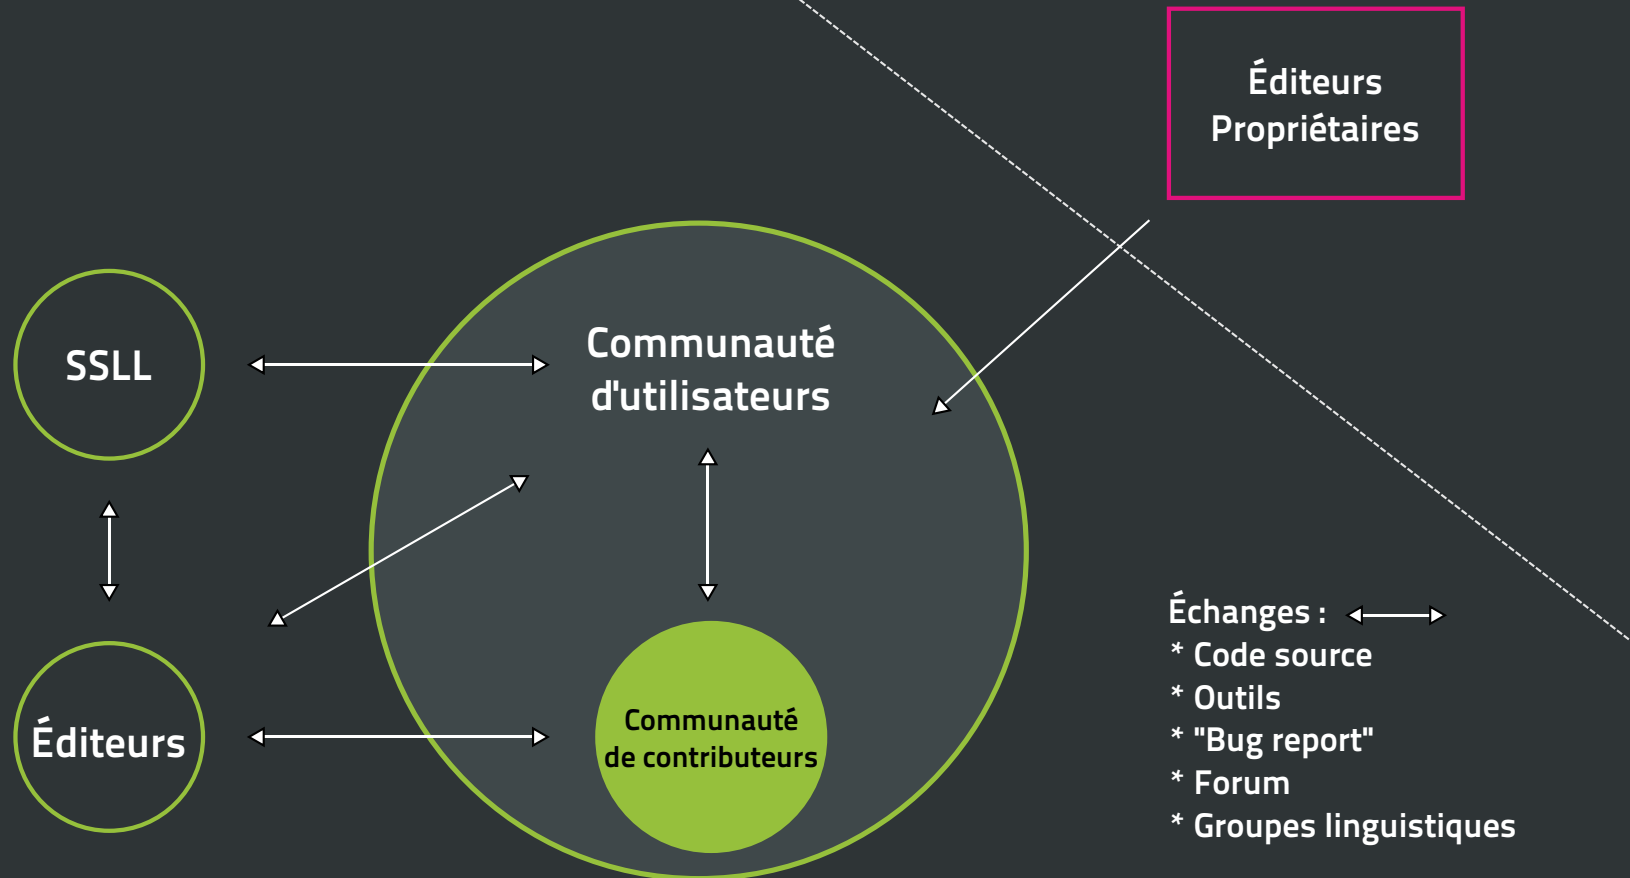 Éditeurs
Propriétaires
SSLL
Communauté
d'utilisateurs
Éditeurs
Communauté
de contributeurs
Échanges :
* Code source
* Outils
* "Bug report"
* Forum
* Groupes linguistiques